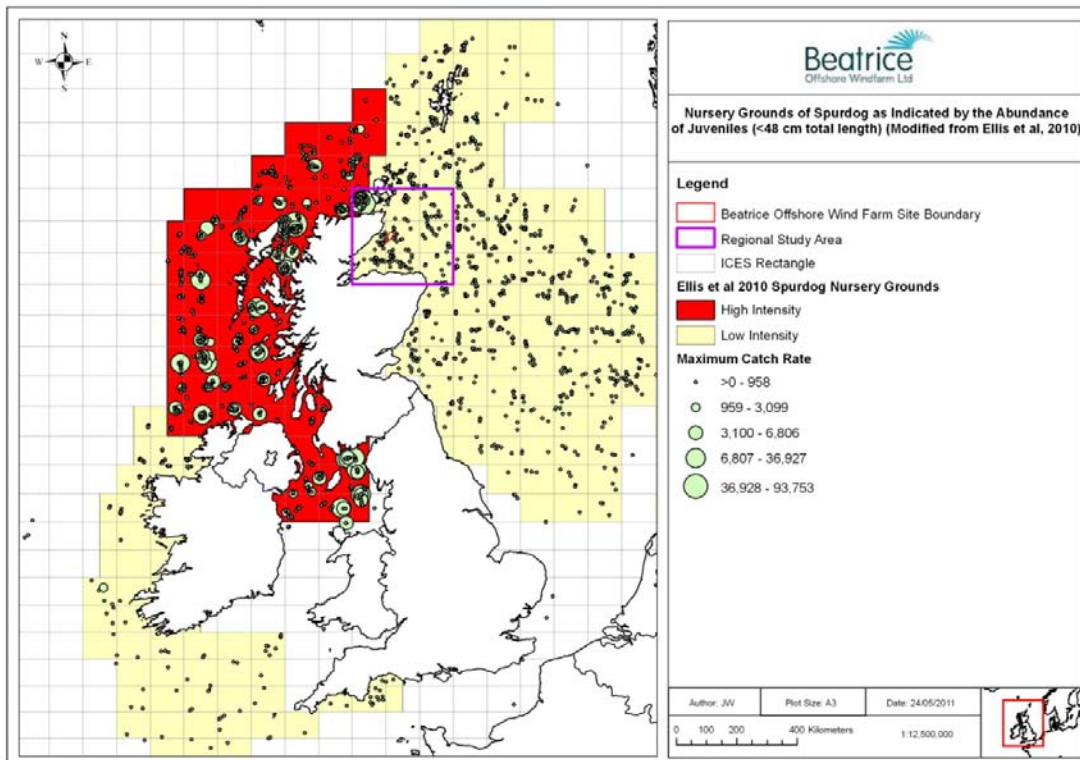 N
W E
S
Beatrice
Offshore Windfarm Ltd
Nursery Grounds of Spurdog as Indicated by the Abundance
of Juveniles (<48 cm total length) (Modified from Ellis et al, 2010)
Legend
Beatrice Offshore Wind Farm Site Boundary
Regional Study Area
ICES Rectangle
Ellis et al 2010 Spurdog Nursery Grounds
High Intensity
Low Intensity
Maximum Catch Rate
>0 - 958
959 - 3,099
3,100 - 6,806
6,807 - 36,927
36,928 - 93,753
Author: JW
Plot Size: A3
Date: 24/05/2011
0 100 200 400 Kilometers
1:12,500,000